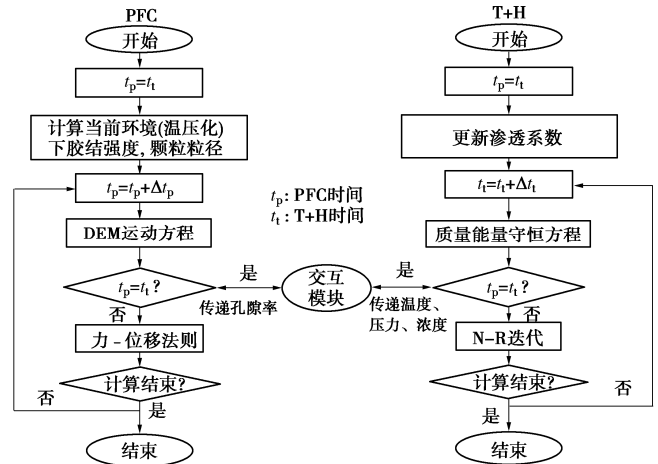 PFC
开始
tp=tt
计算当前环境(温压化)
下胶结强度, 颗粒粒径
tp=tp+Δtp
DEM运动方程
tp=tt?
是
传递孔隙率
否
力-位移法则
计算结束?
否
是
结束
tp: PFC时间
tt: T+H时间
交互
模块
T+H
开始
tp=tt
更新渗透系数
tt=tt+Δtt
质量能量守恒方程
tp=tt?
是
传递温度、
压力、浓度
否
N-R迭代
计算结束?
否
是
结束